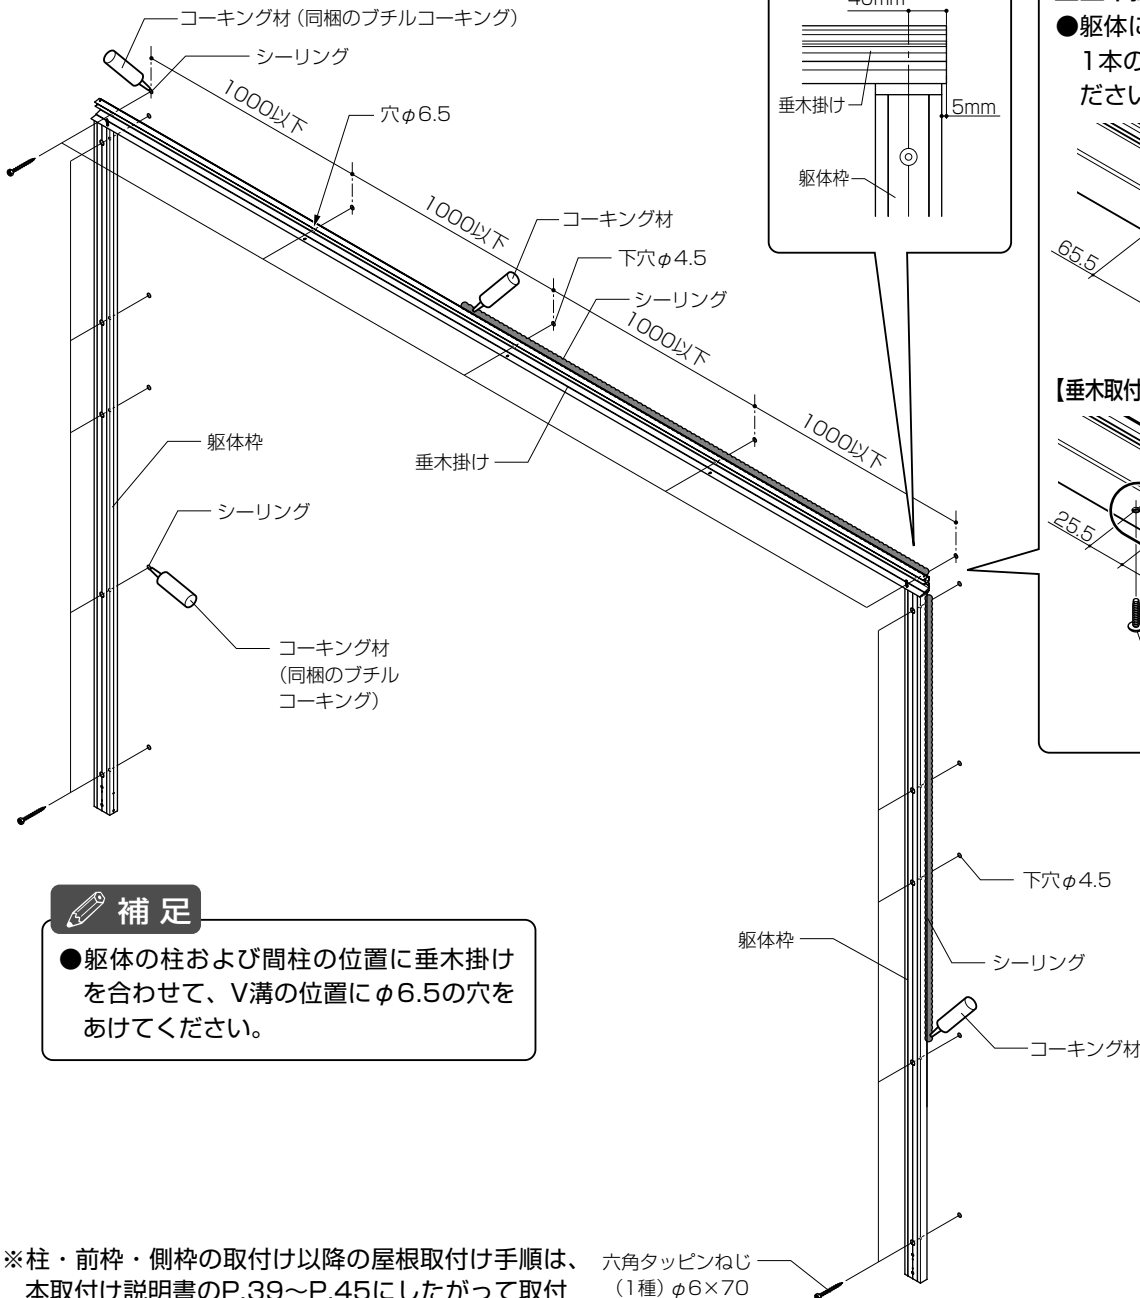 コーキング材（同梱のブチルコーキング）
シーリング
1000以下
穴φ6.5
1000以下
コーキング材
下穴φ4.5
シーリング
1000以下
1000以下
躯体枠
垂木掛け
シーリング
コーキング材
（同梱のブチル
コーキング）
垂木掛け
5mm
躯体枠
●躯体に
1本の
ださい
65.5
【垂木取付
25.5
下穴φ4.5
躯体枠
シーリング
コーキング材
補足
●躯体の柱および間柱の位置に垂木掛け
を合わせて、V溝の位置にφ6.5の穴を
あけてください。
※柱・前枠・側枠の取付け以降の屋根取付け手順は、
本取付け説明書のP.39～P.45にしたがって取付
六角タッピンねじ
（1種）φ6×70